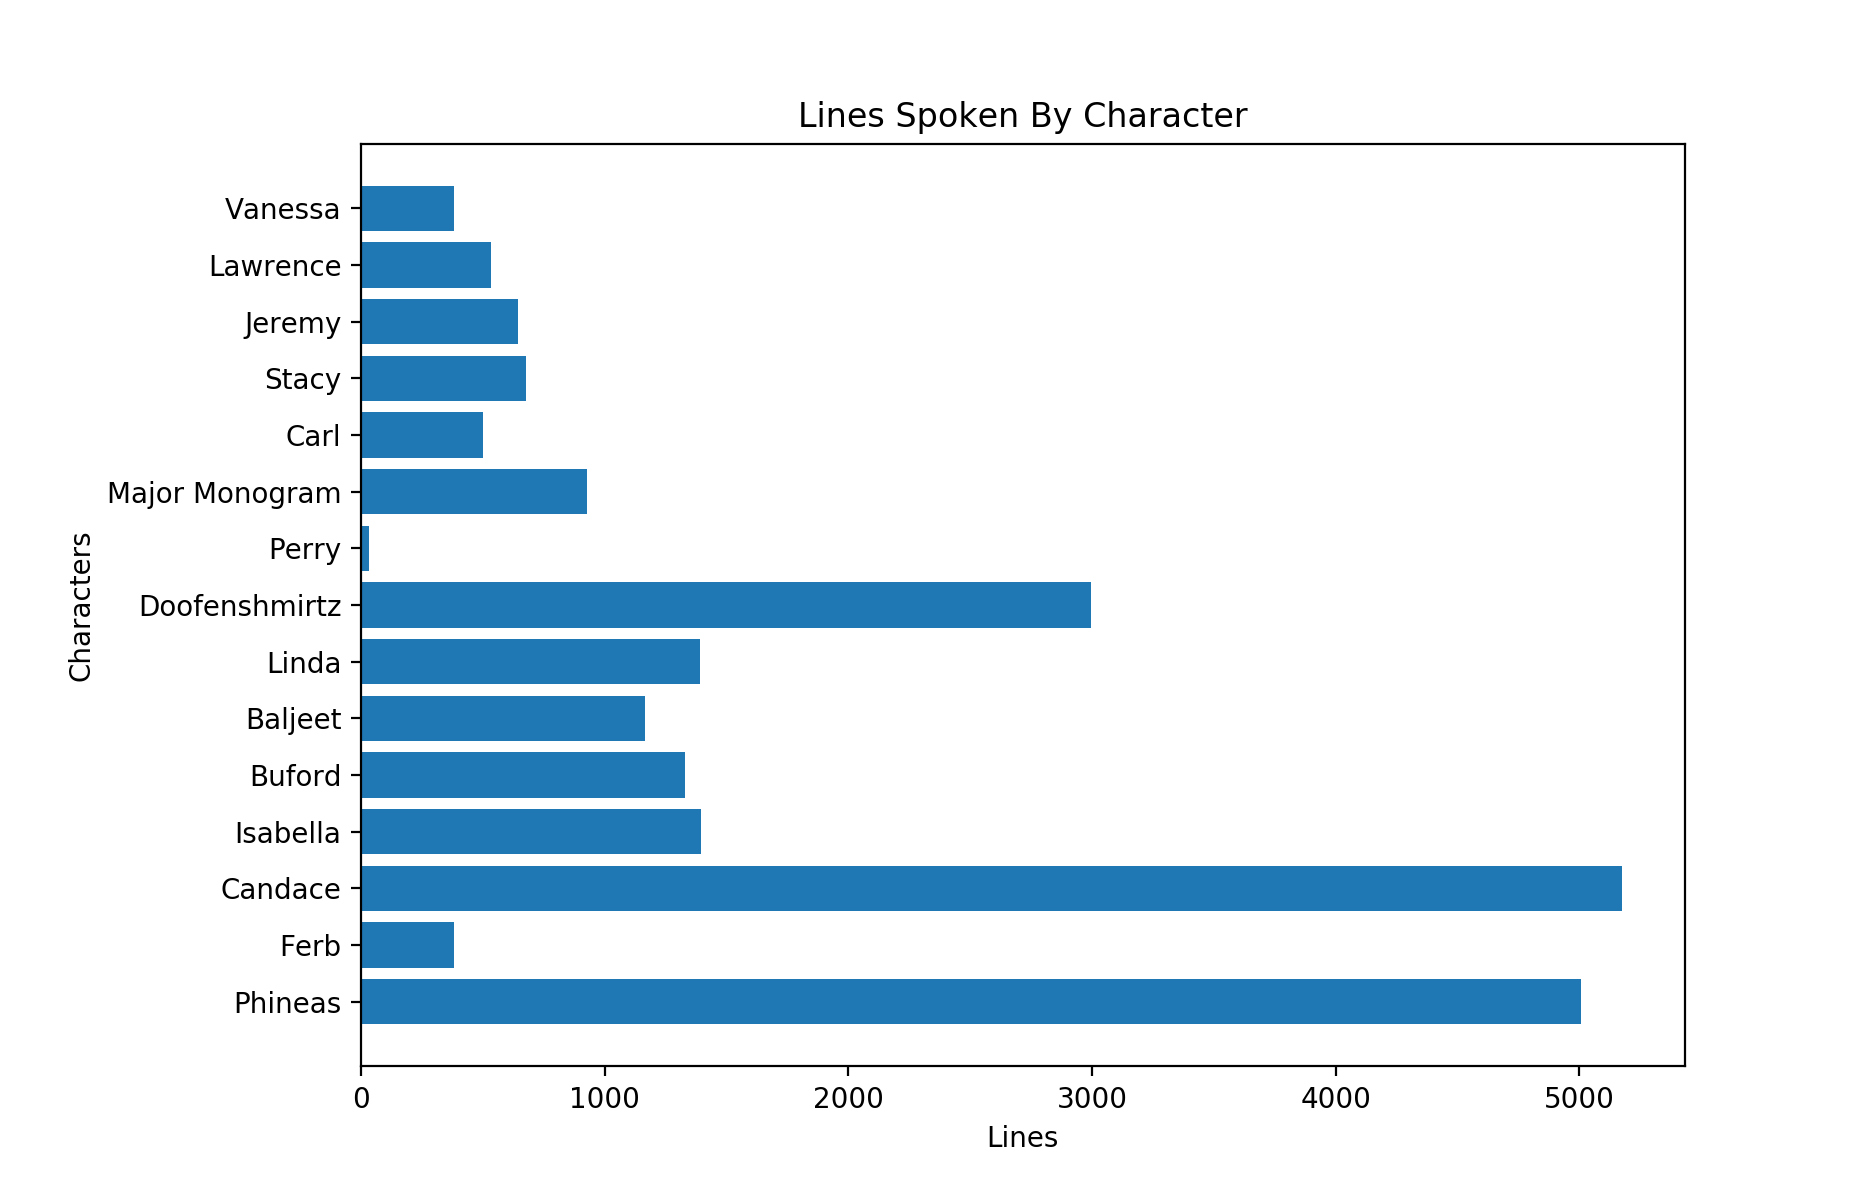 Lines Spoken By Character
Vanessa
Lawrence
Jeremy
Stacy
Carl
Major Monogram
Perry
Doofenshmirtz
Linda
Baljeet
Buford
Isabella
Candace
Ferb
Phineas
Characters
0 1000 2000 3000 4000 5000
Lines